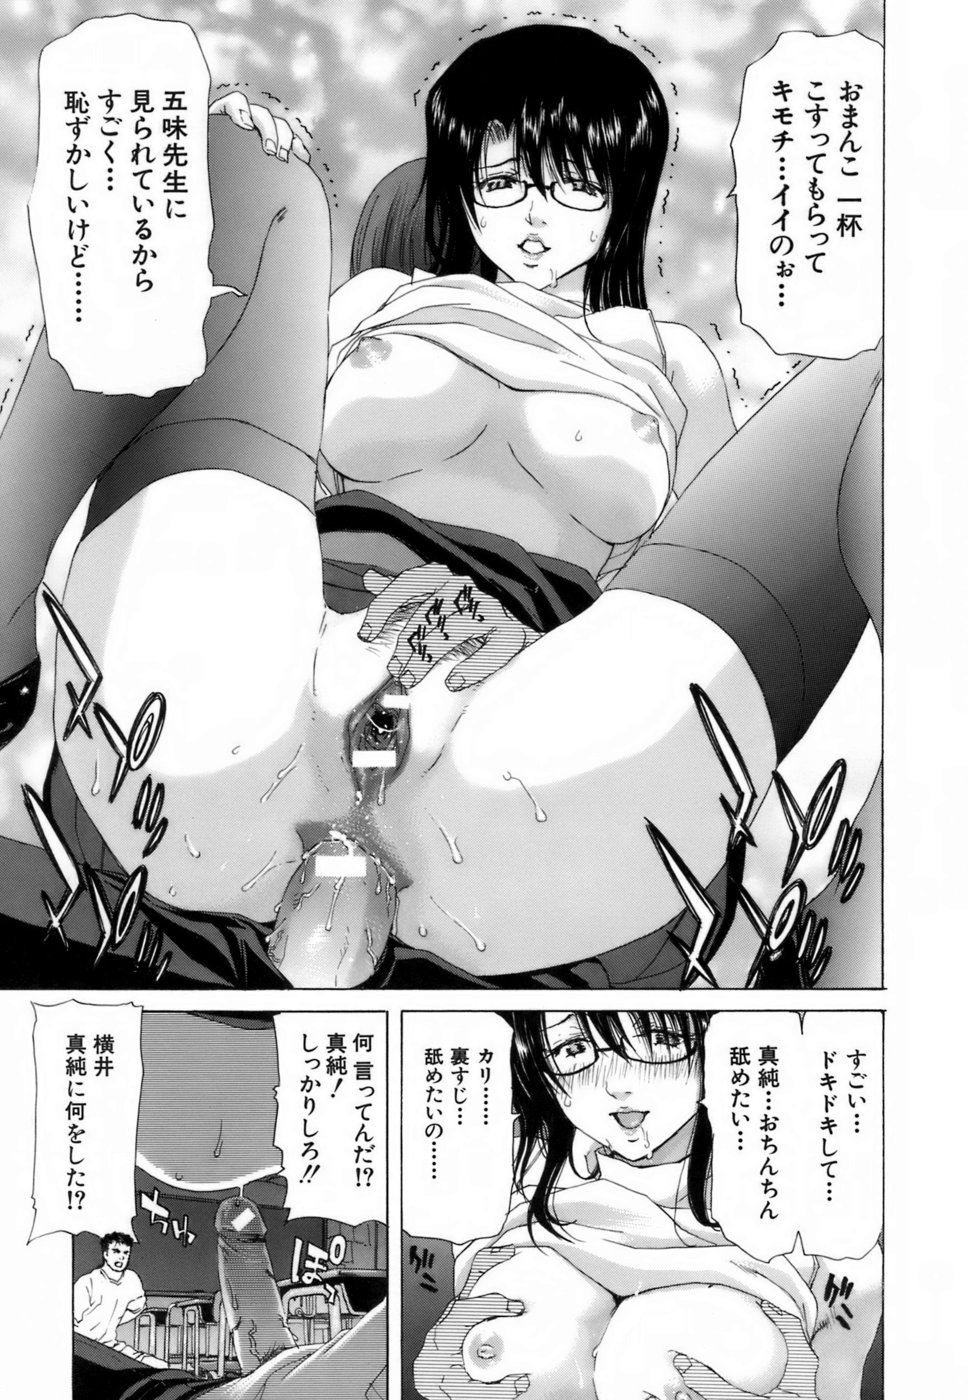 おまんこ 一杯
こすってもらって
キモチ…イイのぉ…
五味先生に
見られているから
すごく…
恥ずかしいけど……
すごい…
ドキドキして…
真純…おちんちん
舐めたい…
カリ……
裏すじ…
舐めたいの……
何 言ってんだ!?
真純!
しっかりしろ!!
横井
真純に何をした!?